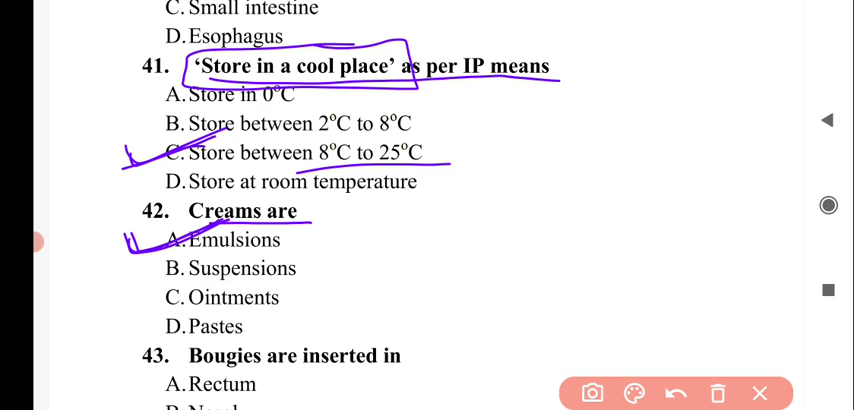 C. Small intestine
D. Esophagus
41. ‘Store in a cool place’ as per IP means
A. Store in 0°C
B. Store between 2°C to 8°C
C. Store between 8°C to 25°C
D. Store at room temperature
42. Creams are
A. Emulsions
B. Suspensions
C. Ointments
D. Pastes
43. Bougies are inserted in
A. Rectum